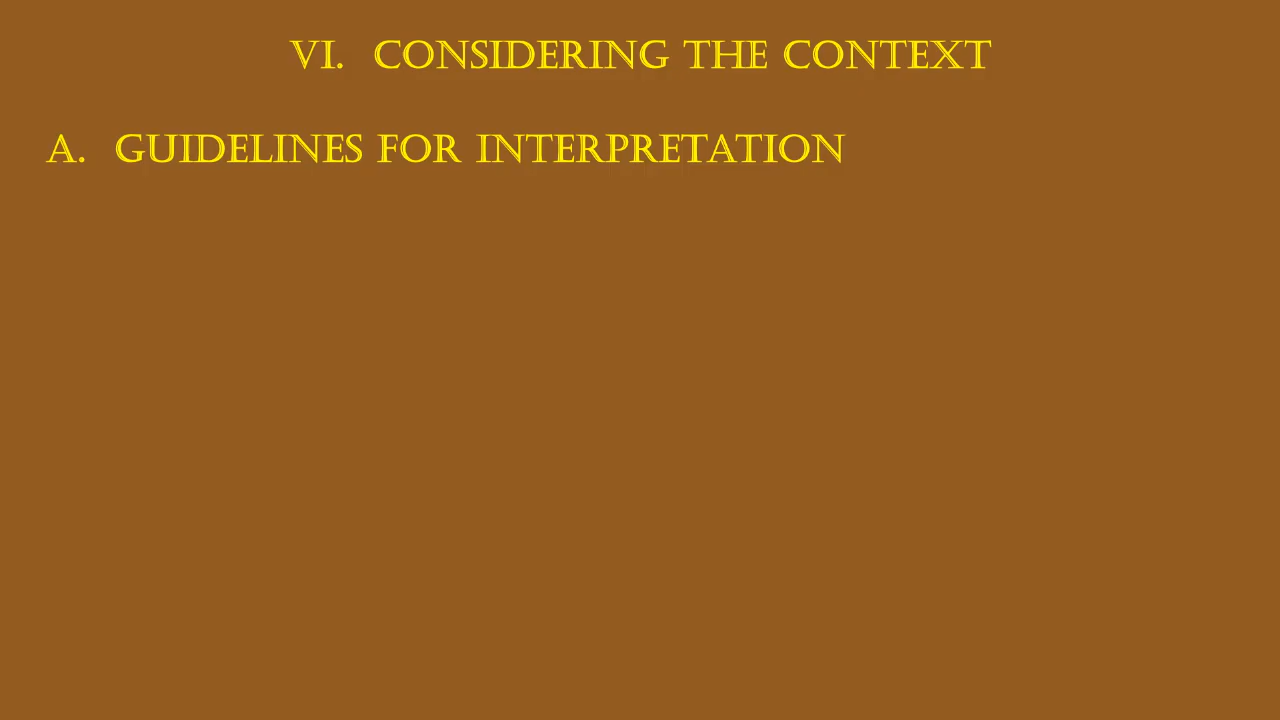 VI. CONSIDERING THE CONTEXT
A. GUIDELINES FOR INTERPRETATION